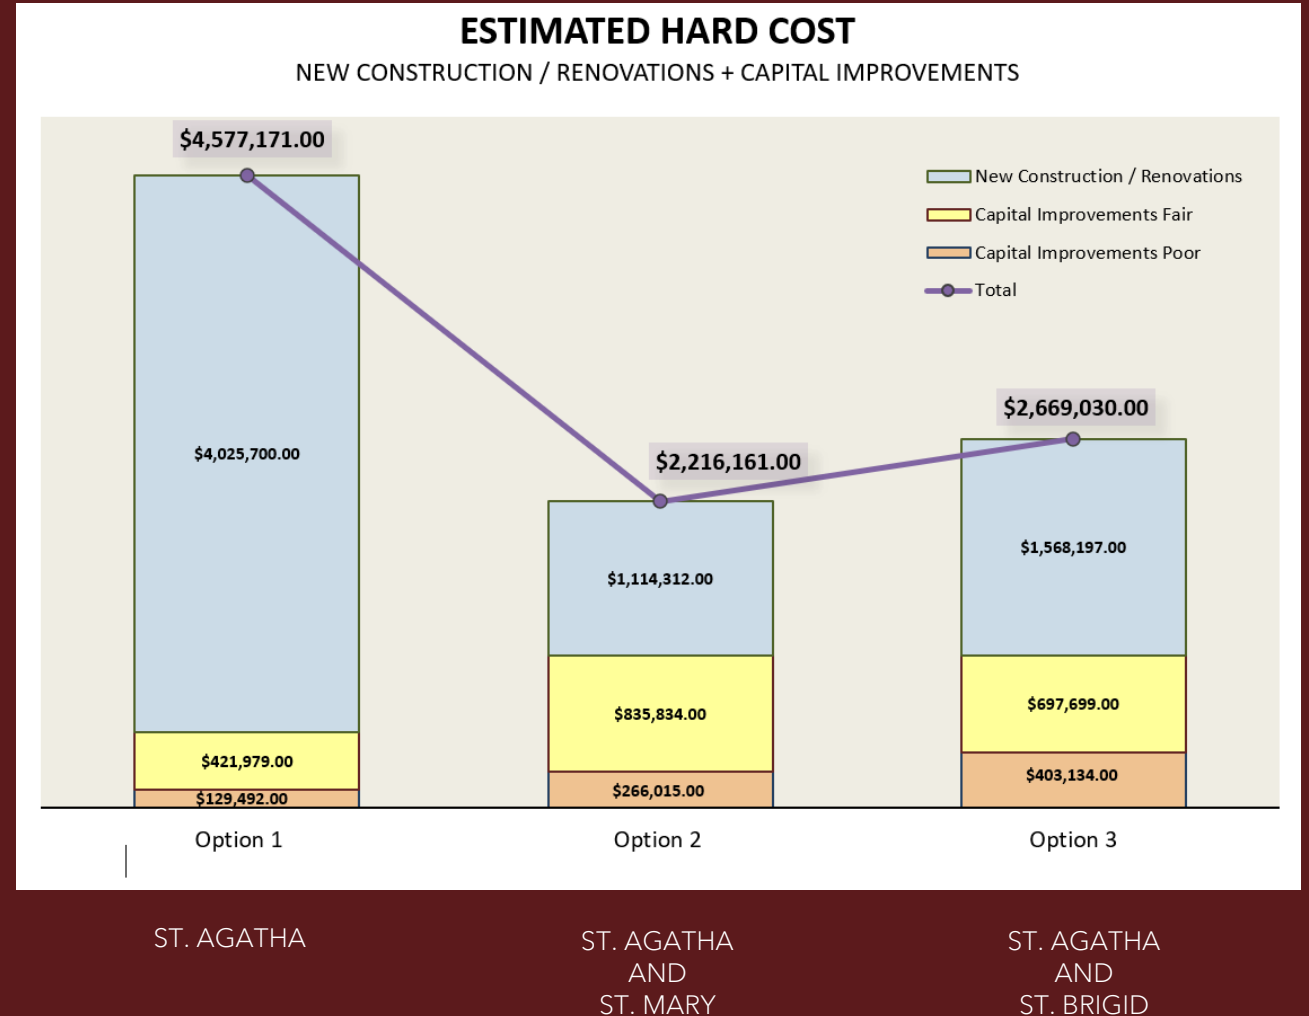 ESTIMATED HARD COST
NEW CONSTRUCTION / RENOVATIONS + CAPITAL IMPROVEMENTS
$4,577,171.00
New Construction / Renovations
Capital Improvements Fair
Capital Improvements Poor
Total
$2,669,030.00
$2,216,161.00
$4,025,700.00
$1,568,197.00
$1,114,312.00
$697,699.00
$835,834.00
$421,979.00
$403,134.00
$266,015.00
$129,492.00
Option 1
Option 2
Option 3
ST. AGATHA
ST. AGATHA
AND
ST. MARY
ST. AGATHA
AND
ST. BRIGID